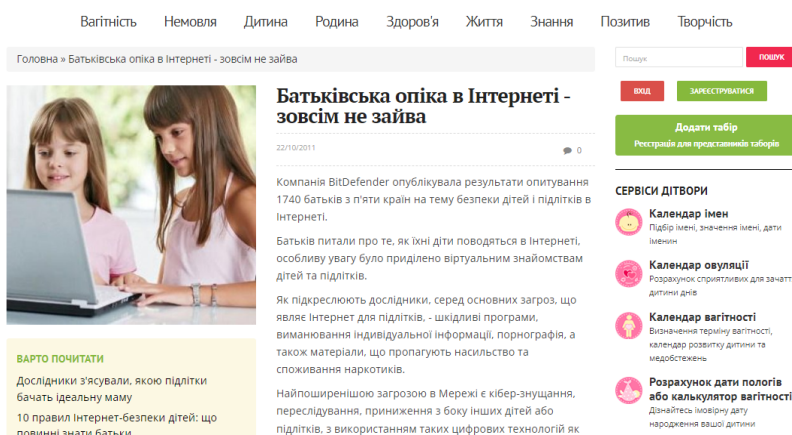 Вагітність Немовля Дитина Родина Здоров'я Життя Знання Позитив Творчість
Головна » Батьківська опіка в Інтернеті - зовсім не зайва
Батьківська опіка в Інтернеті -
зовсім не зайва
22/10/2011
0
Компанія BitDefender опублікувала результати опитування
1740 батьків з п'яти країн на тему безпеки дітей і підлітків в
Інтернеті.
Батьків питали про те, як їхні діти поводяться в Інтернеті,
особливу увагу було приділено віртуальним знайомствам
дітей та підлітків.
Як підкреслюють дослідники, серед основних загроз, що
являє Інтернет для підлітків, - шкідливі програми,
виманювання індивідуальної інформації, порнографія, а
також матеріали, що пропагують насильство та
споживання наркотиків.
Найпоширенішою загрозою в Мережі є кібер-знущання,
переслідування, приниження з боку інших дітей або
підлітків, з використанням таких цифрових технологій як
ВАРТО ПОЧИТАТИ
Дослідники з'ясували, якою підлітки
бачать ідеальну маму
10 правил Інтернет-безпеки дітей: що
повинні знати батьки
Пошук
ПОШУК
ВХІД
ЗАРЕЄСТРУВАТИСЯ
Додати табір
Реєстрація для представників таборів
СЕРВІСИ ДІТВОРИ
Календар імен
Підбір імені, значення імені, дати
іменин
Календар овуляції
Розрахунок сприятливих для зачаття
дитини днів
Календар вагітності
Визначення терміну вагітності,
календар розвитку дитини та
медобстежень
Розрахунок дати пологів
або калькулятор вагітності
Дізнайтесь імовірну дату
народження вашої дитини